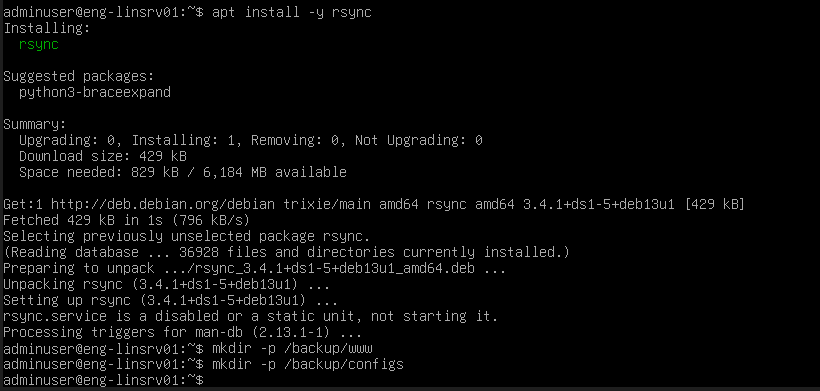 adminuser@eng-linsrv01:~$ apt install -y rsync
Installing:
  rsync

Suggested packages:
  python3-braceexpand

Summary:
  Upgrading: 0, Installing: 1, Removing: 0, Not Upgrading: 0
  Download size: 429 kB
  Space needed: 829 kB / 6,184 MB available

Get:1 http://deb.debian.org/debian trixie/main amd64 rsync amd64 3.4.1+ds1-5+deb13u1 [429 kB]
Fetched 429 kB in 1s (796 kB/s)
Selecting previously unselected package rsync.
(Reading database ... 36928 files and directories currently installed.)
Preparing to unpack .../rsync_3.4.1+ds1-5+deb13u1_amd64.deb ...
Unpacking rsync (3.4.1+ds1-5+deb13u1) ...
Setting up rsync (3.4.1+ds1-5+deb13u1) ...
rsync.service is a disabled or a static unit, not starting it.
Processing triggers for man-db (2.13.1-1) ...
adminuser@eng-linsrv01:~$ mkdir -p /backup/www
adminuser@eng-linsrv01:~$ mkdir -p /backup/configs
adminuser@eng-linsrv01:~$